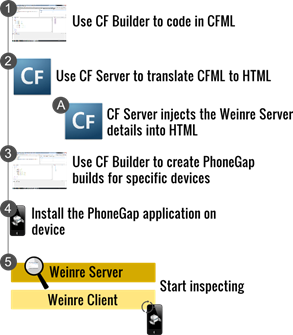 1
Use CF Builder to code in CFML
2
CF
Use CF Server to translate CFML to HTML
A
CF
CF Server injects the Weinre Server
details into HTML
3
Use CF Builder to create PhoneGap
builds for specific devices
4
Install the PhoneGap application on
device
5
Weinre Server
Weinre Client
Start inspecting